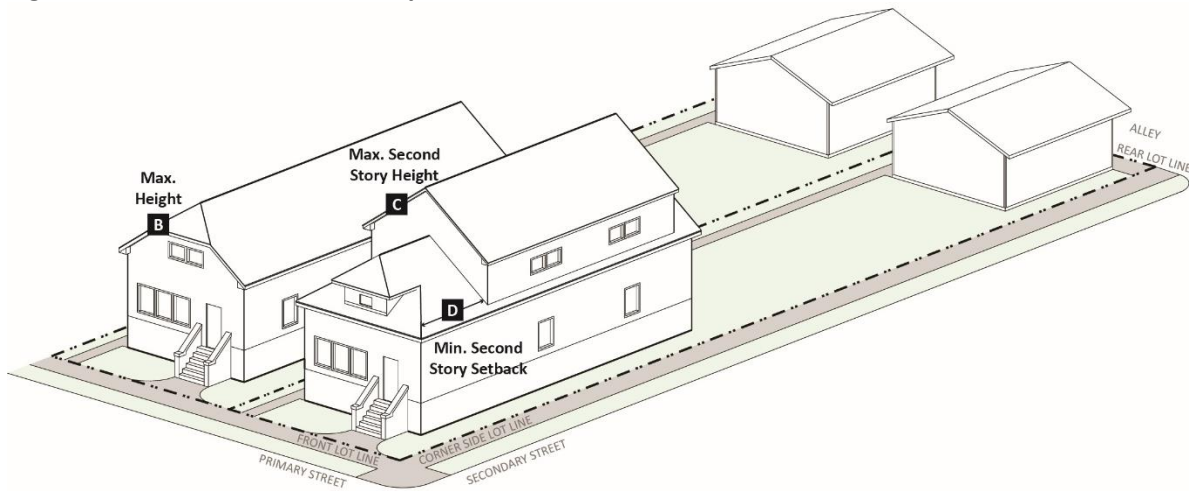 Max.
Height
B
Max. Second
Story Height
C
D
Min. Second
Story Setback
ALLEY
REAR LOT LINE
FRONT LOT LINE
CORNER SIDE LOT LINE
PRIMARY STREET
SECONDARY STREET